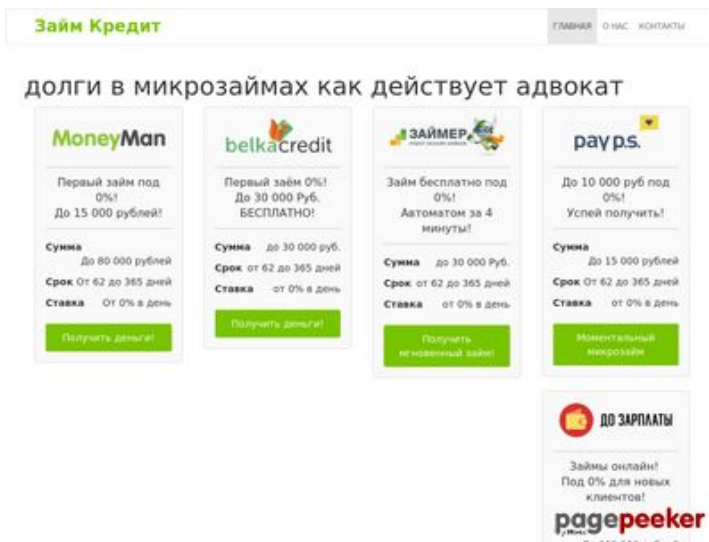 Займ Кредит
ГЛАВНАЯ О НАС КОНТАКТЫ
долги в микрозаймах как действует адвокат
MoneyMan
Первый займ под
0%!
До 15 000 рублей!
Сумма
До 80 000 рублей
Срок От 62 до 365 дней
Ставка От 0% в день
Получить деньги!
belkacredit
Первый заём 0%!
До 30 000 Руб.
БЕСПЛАТНО!
Сумма до 30 000 руб.
Срок от 62 до 365 дней
Ставка от 0% в день
Получить деньги!
ЗАЙМЕР
Займ бесплатно под
0%!
Автоматом за 4
минуты!
Сумма до 30 000 Руб.
Срок от 62 до 365 дней
Ставка от 0% в день
Получить
мгновенный займ!
pay p.s.
До 10 000 руб под
0%!
Успей получить!
Сумма
До 15 000 рублей
Срок От 62 до 365 дней
Ставка От 0% в день
Моментальный
микрозайм
ДО ЗАРПЛАТЫ
Займы онлайн!
Под 0% для новых
клиентов!
pagepeeker